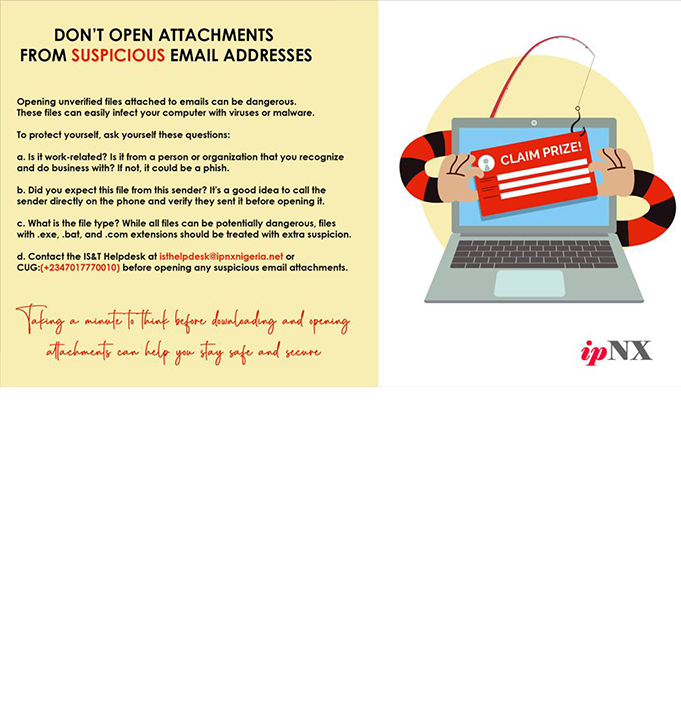 DON'T OPEN ATTACHMENTS
FROM SUSPICIOUS EMAIL ADDRESSES
Opening unverified files attached to emails can be dangerous.
These files can easily infect your computer with viruses or malware.
To protect yourself, ask yourself these questions:
a. Is it work-related? Is it from a person or organization that you recognize
and do business with? If not, it could be a phish.
b. Did you expect this file from this sender? It's a good idea to call the
sender directly on the phone and verify they sent it before opening it.
c. What is the file type? While all files can be potentially dangerous, files
with .exe, .bat, and .com extensions should be treated with extra suspicion.
d. Contact the IS&T Helpdesk at isthelpdesk@ipnxnigeria.net or
CUG:(+2347017770010) before opening any suspicious email attachments.
Taking a minute to think before downloading and opening
attachments can help you stay safe and secure
CLAIM PRIZE!
ipNX